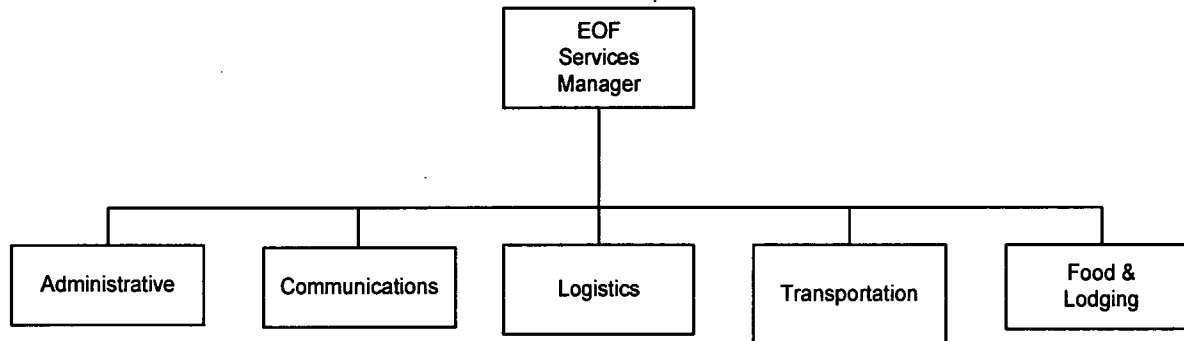 EOF
Services
Manager
Administrative
Communications
Logistics
Transportation
Food &
Lodging